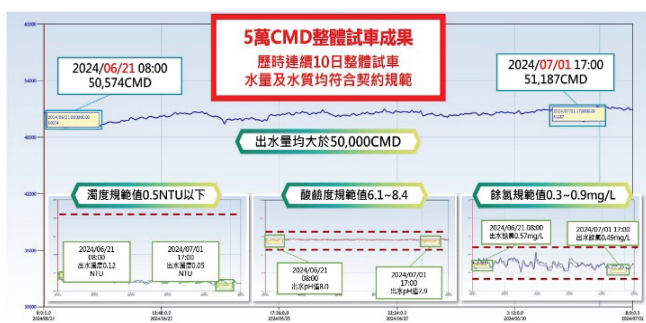 5萬CMD整體試車成果
歷時連續10日整體試車
水量及水質均符合契約規範
2024/06/21 08:00
50,574CMD
2024/07/01 17:00
51,187CMD
出水量均大於50,000CMD
濁度規範值0.5NTU以下
2024/06/21
08:00
出水濁度0.12
NTU
2024/07/01
17:00
出水濁度0.05
NTU
酸鹼度規範值6.1~8.4
2024/06/21
08:00
出水pH值8.0
2024/07/01
17:00
出水pH值7.9
餘氯規範值0.3~0.9mg/L
2024/06/21 08:00
出水餘氯0.57mg/L
2024/07/01 17:00
出水餘氯0.49mg/L